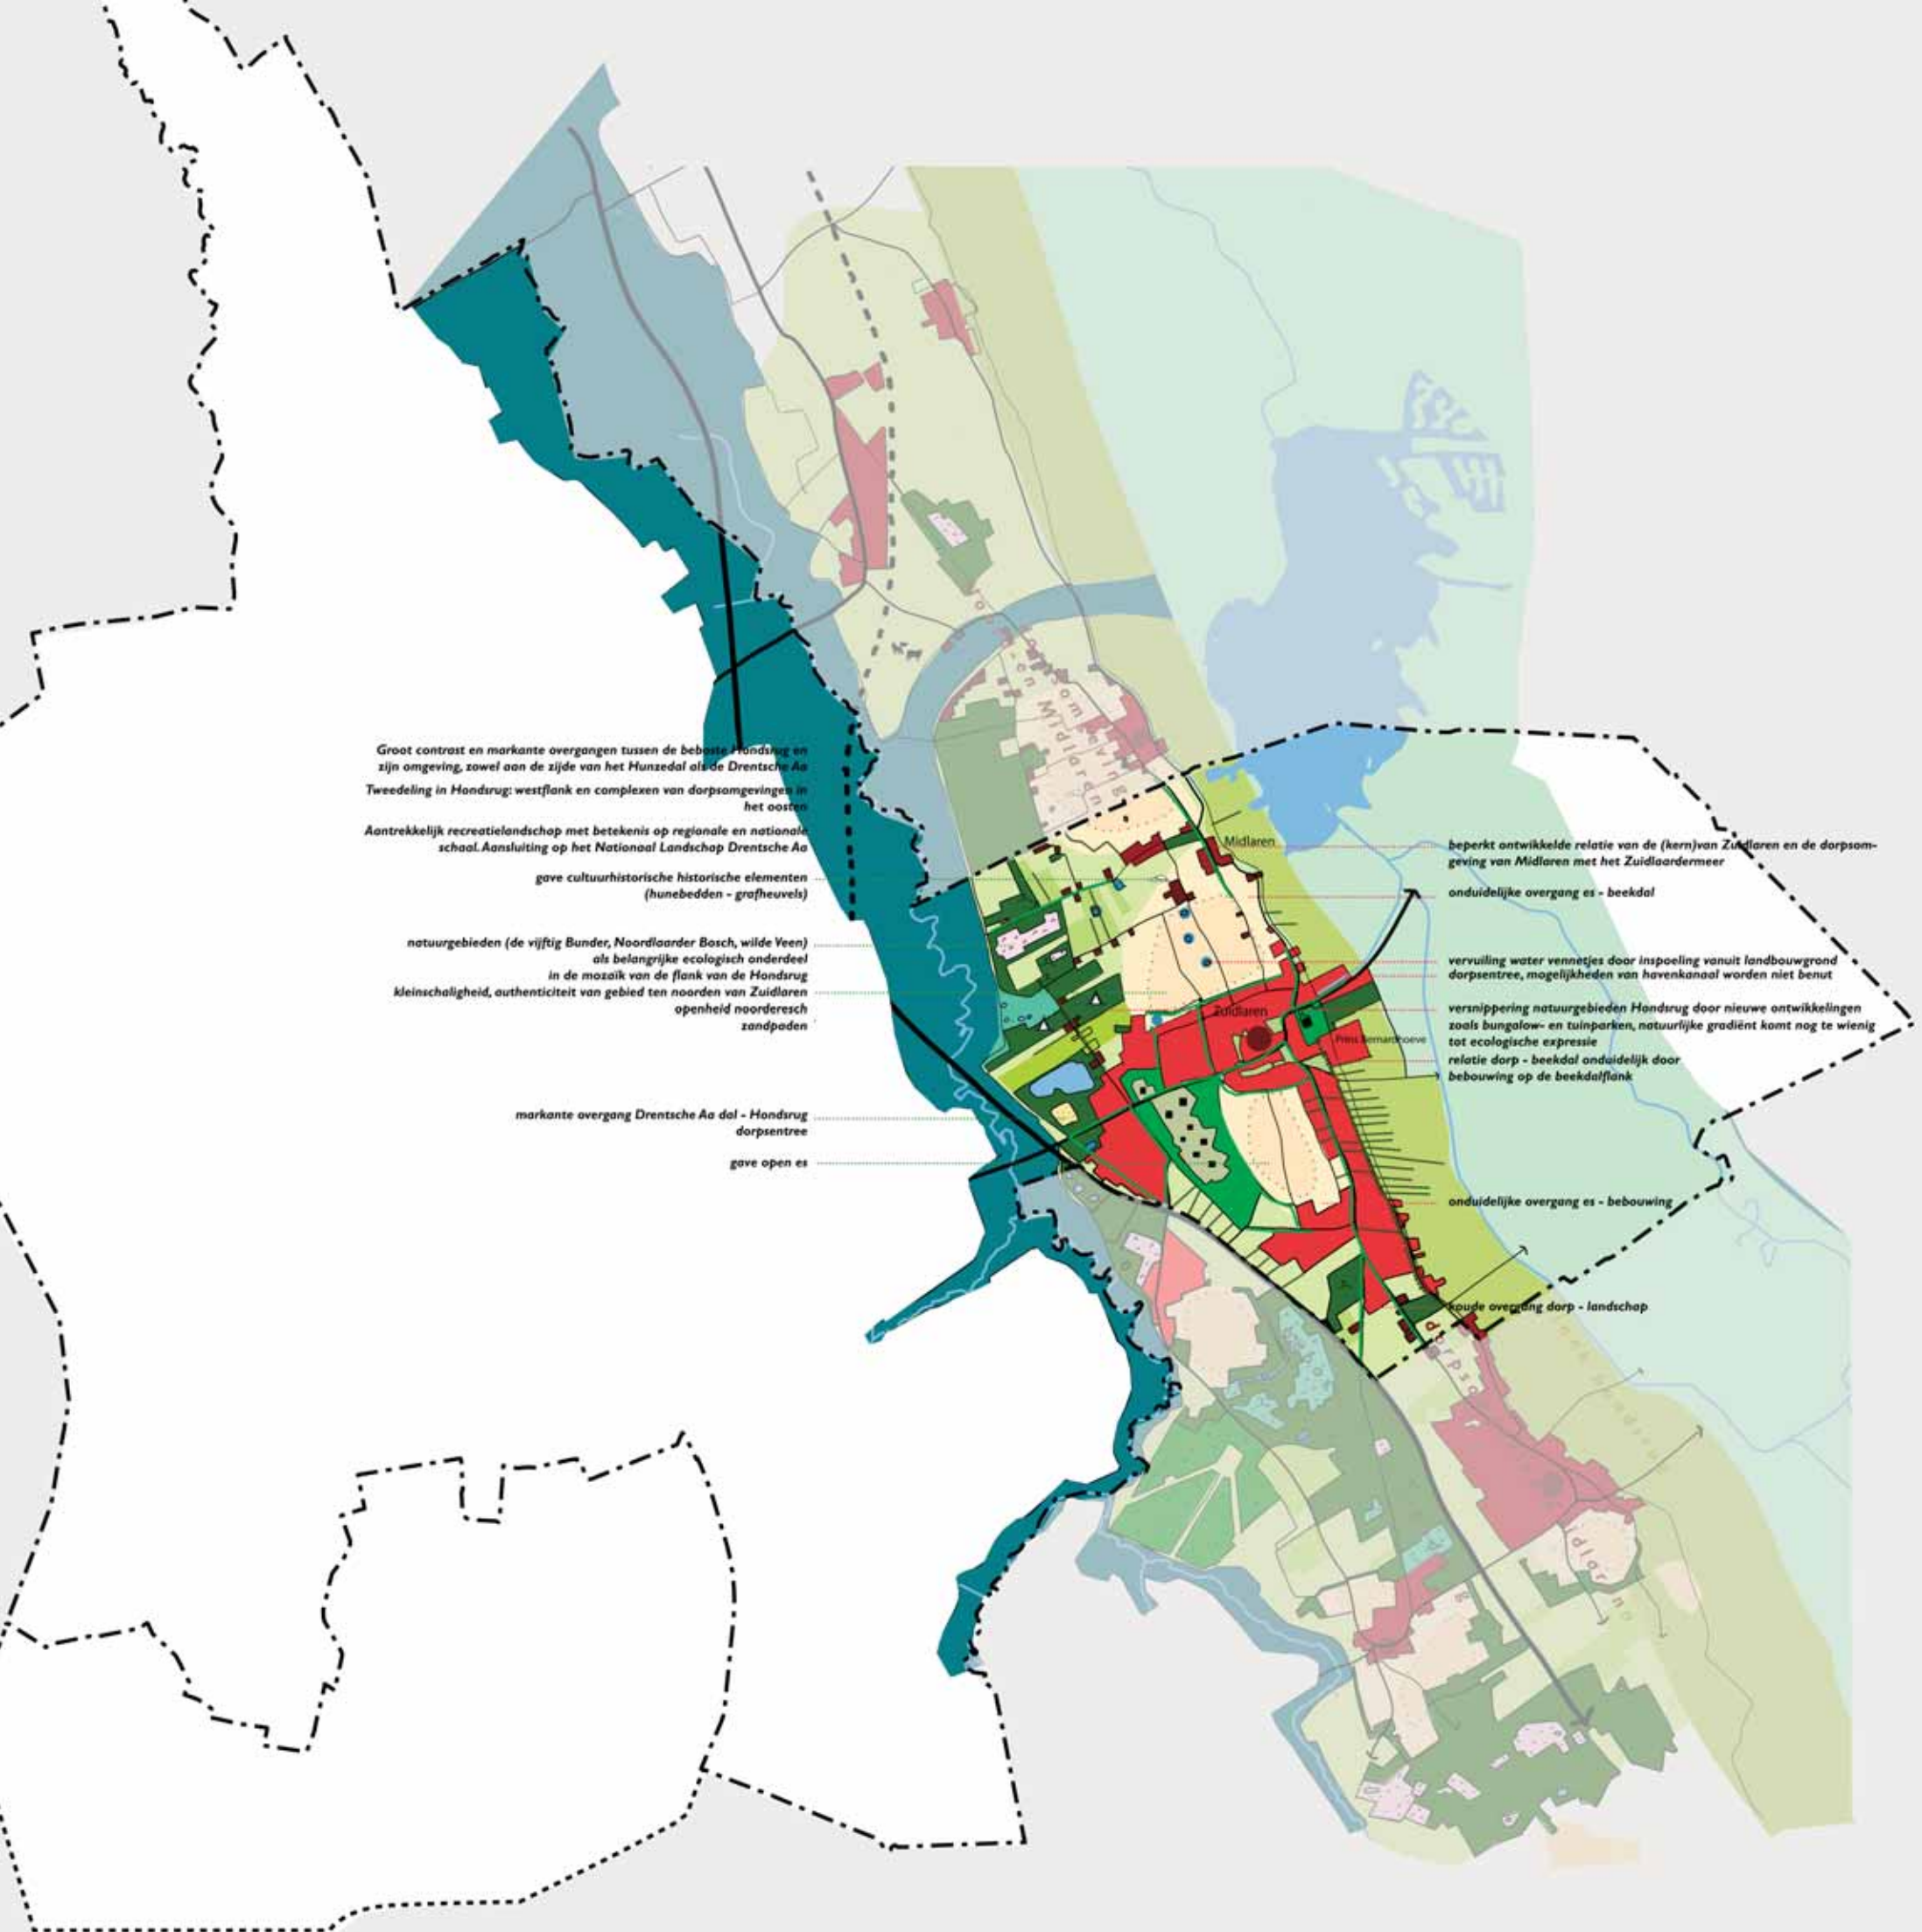 Groot contrast en markante overgangen tussen de beboste Hondsrug en
zijn omgeving, zowel aan de zijde van het Hunzedal als de Drentsche Aa
Tweedeling in Hondsrug: westflank en complexen van dorpsomgevingen in
het oosten
Aantrekkelijk recreatielandschap met betekenis op regionale en nationale
schaal. Aansluiting op het Nationaal Landschap Drentsche Aa
gave cultuurhistorische historische elementen
(hunebedden - grafheuvels)
natuurgebieden (de vijftig Bunder, Noordlaarder Bosch, wilde Veen)
als belangrijke ecologisch onderdeel
in de mozaïk van de flank van de Hondsrug
kleinschaligheid, authenticiteit van gebied ten noorden van Zuidlaren
openheid noorderesch
zandpaden
markante overgang Drentsche Aa dal - Hondsrug
dorpsentree
gave open es
Midlaren
Zuidlaren
Prins Bernardhoeve
beperkt ontwikkelde relatie van de (kern)van Zuidlaren en de dorpsom-
geving van Midlaren met het Zuidlaardermeer
onduidelijke overgang es - beekdal
vervuiling water vennetjes door inspoeling vanuit landbouwgrond
dorpsentree, mogelijkheden van havenkanaal worden niet benut
versnippering natuurgebieden Hondsrug door nieuwe ontwikkelingen
zoals bungalow- en tuinparken, natuurlijke gradiënt komt nog te wienig
tot ecologische expressie
relatie dorp - beekdal onduidelijk door
bebouwing op de beekdalflank
onduidelijke overgang es - bebouwing
koude overgang dorp - landschap